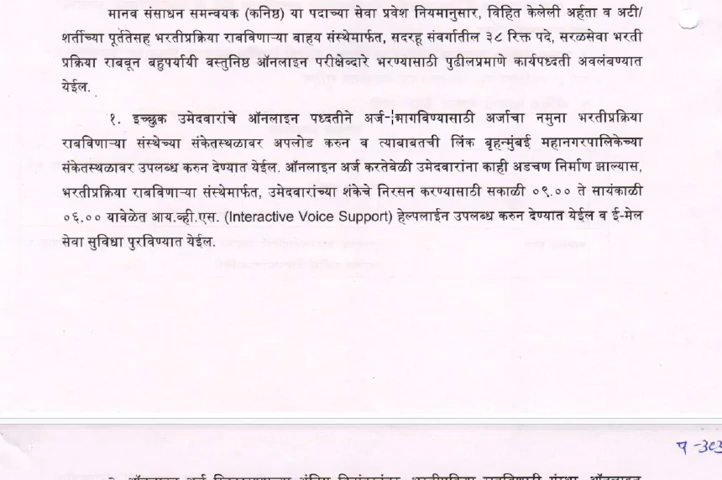 मानव संसाधन समन्वयक (कनिष्ठ) या पदाच्या सेवा प्रवेश नियमानुसार, विहित केलेली अर्हता व अटी/
शर्तीच्या पूर्ततेसह भरतीप्रक्रिया राबविणाऱ्या बाहय संस्थेमार्फत, सदरहू संवर्गातील ३८ रिक्त पदे, सरळसेवा भरती
प्रक्रिया राबवून बहुपर्यायी वस्तुनिष्ठ ऑनलाइन परीक्षेव्दारे भरण्यासाठी पुढीलप्रमाणे कार्यपध्दती अवलंबण्यात
येईल.
१. इच्छुक उमेदवारांचे ऑनलाइन पध्दतीने अर्ज मागविण्यासाठी अर्जाचा नमुना भरतीप्रक्रिया
राबविणाऱ्या संस्थेच्या संकेतस्थळावर अपलोड करुन व त्याबाबतची लिंक बृहन्मुंबई महानगरपालिकेच्या
संकेतस्थळावर उपलब्ध करुन देण्यात येईल. ऑनलाइन अर्ज करतेवेळी उमेदवारांना काही अडचण निर्माण झाल्यास,
भरतीप्रक्रिया राबविणाऱ्या संस्थेमार्फत, उमेदवारांच्या शंकेचे निरसन करण्यासाठी सकाळी ०९.०० ते सायंकाळी
०६.०० यावेळेत आय.व्ही.एस. (Interactive Voice Support) हेल्पलाईन उपलब्ध करुन देण्यात येईल व ई-मेल
सेवा सुविधा पुरविण्यात येईल.